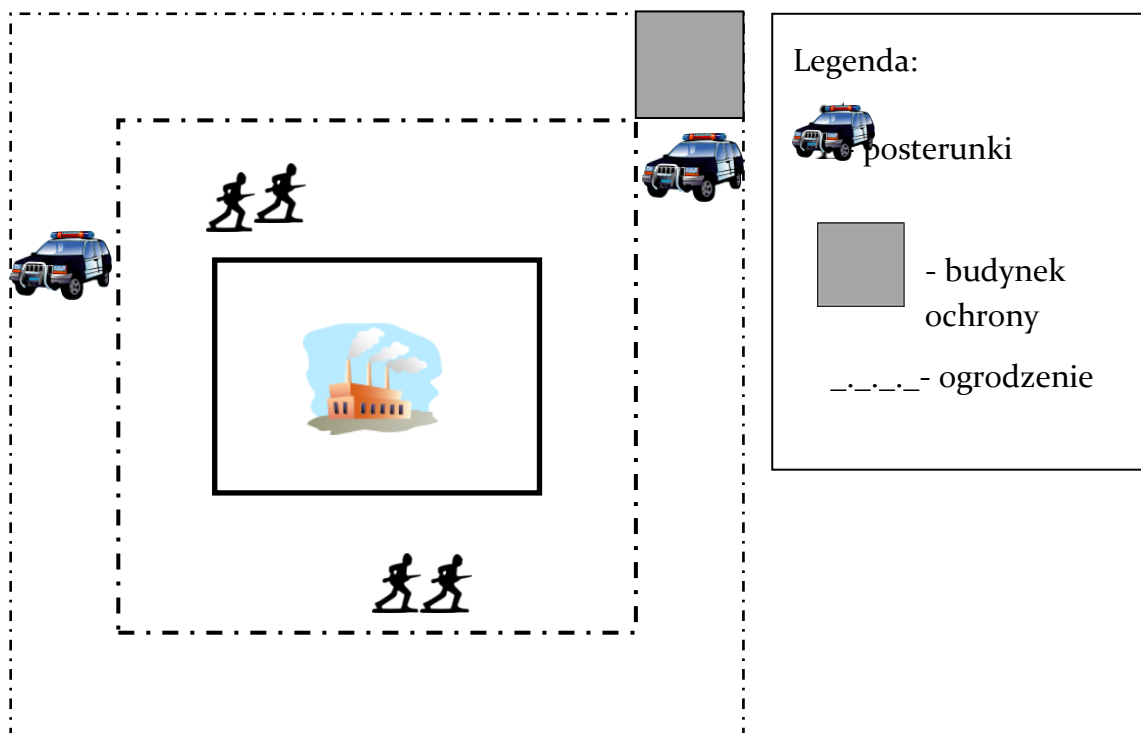 Legenda:
- posterunki
- budynek
ochrony
_._._._- ogrodzenie